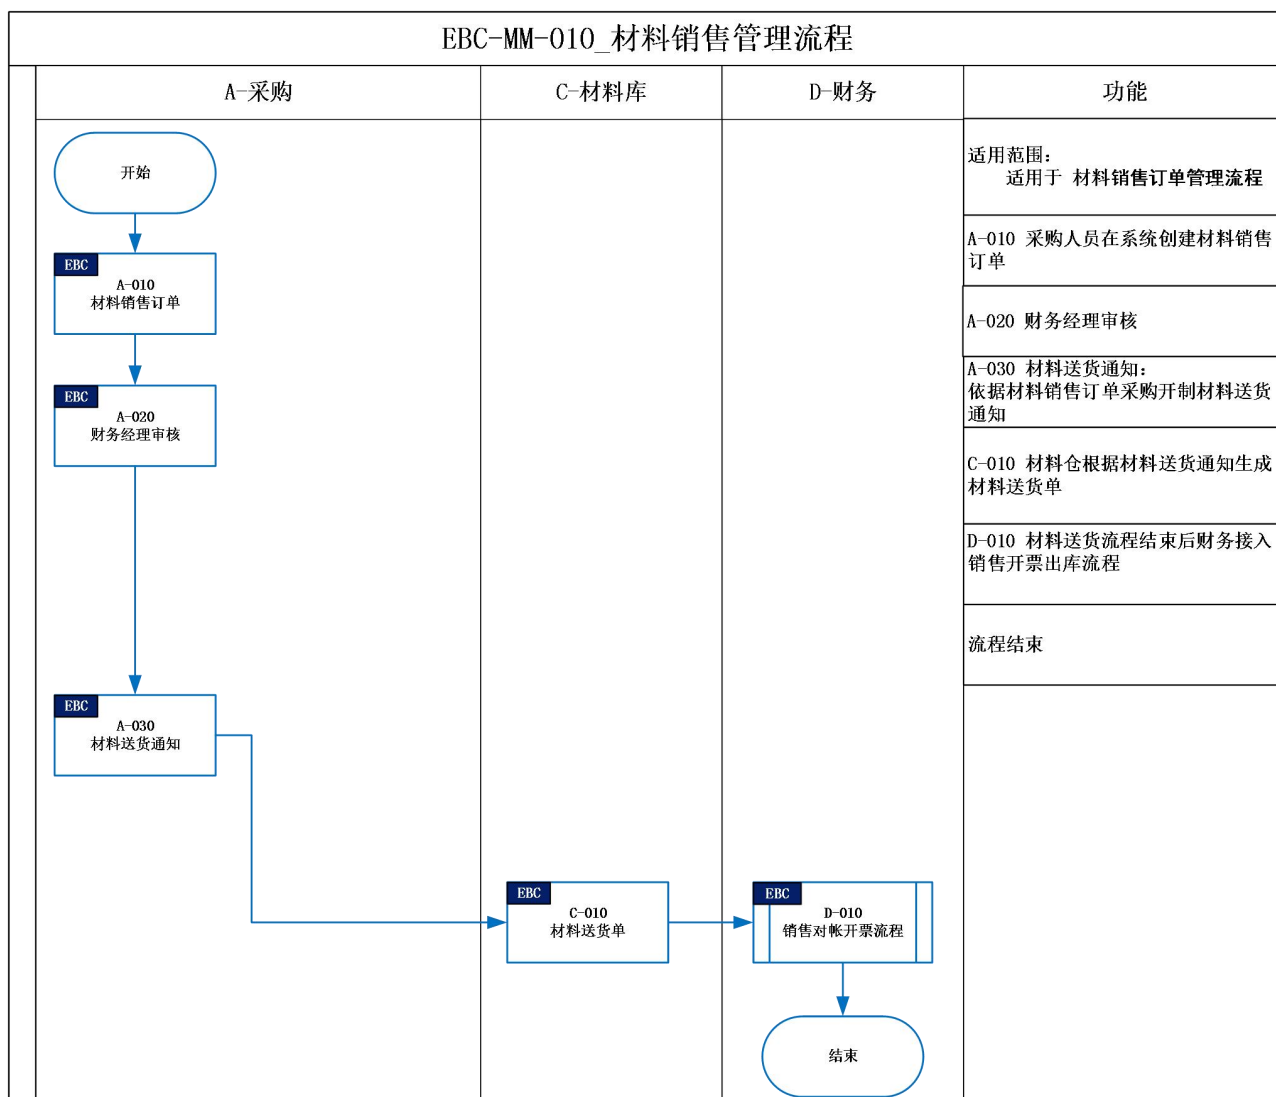 EBC-MM-010_材料销售管理流程
A-采购
C-材料库
D-财务
功能
开始
EBC
A-010
材料销售订单
EBC
A-020
财务经理审核
EBC
A-030
材料送货通知
EBC
C-010
材料送货单
EBC
D-010
销售对帐开票流程
结束
适用范围：
适用于 材料销售订单管理流程
A-010 采购人员在系统创建材料销售
订单
A-020 财务经理审核
A-030 材料送货通知：
依据材料销售订单采购开制材料送货
通知
C-010 材料仓根据材料送货通知生成
材料送货单
D-010 材料送货流程结束后财务接入
销售开票出库流程
流程结束